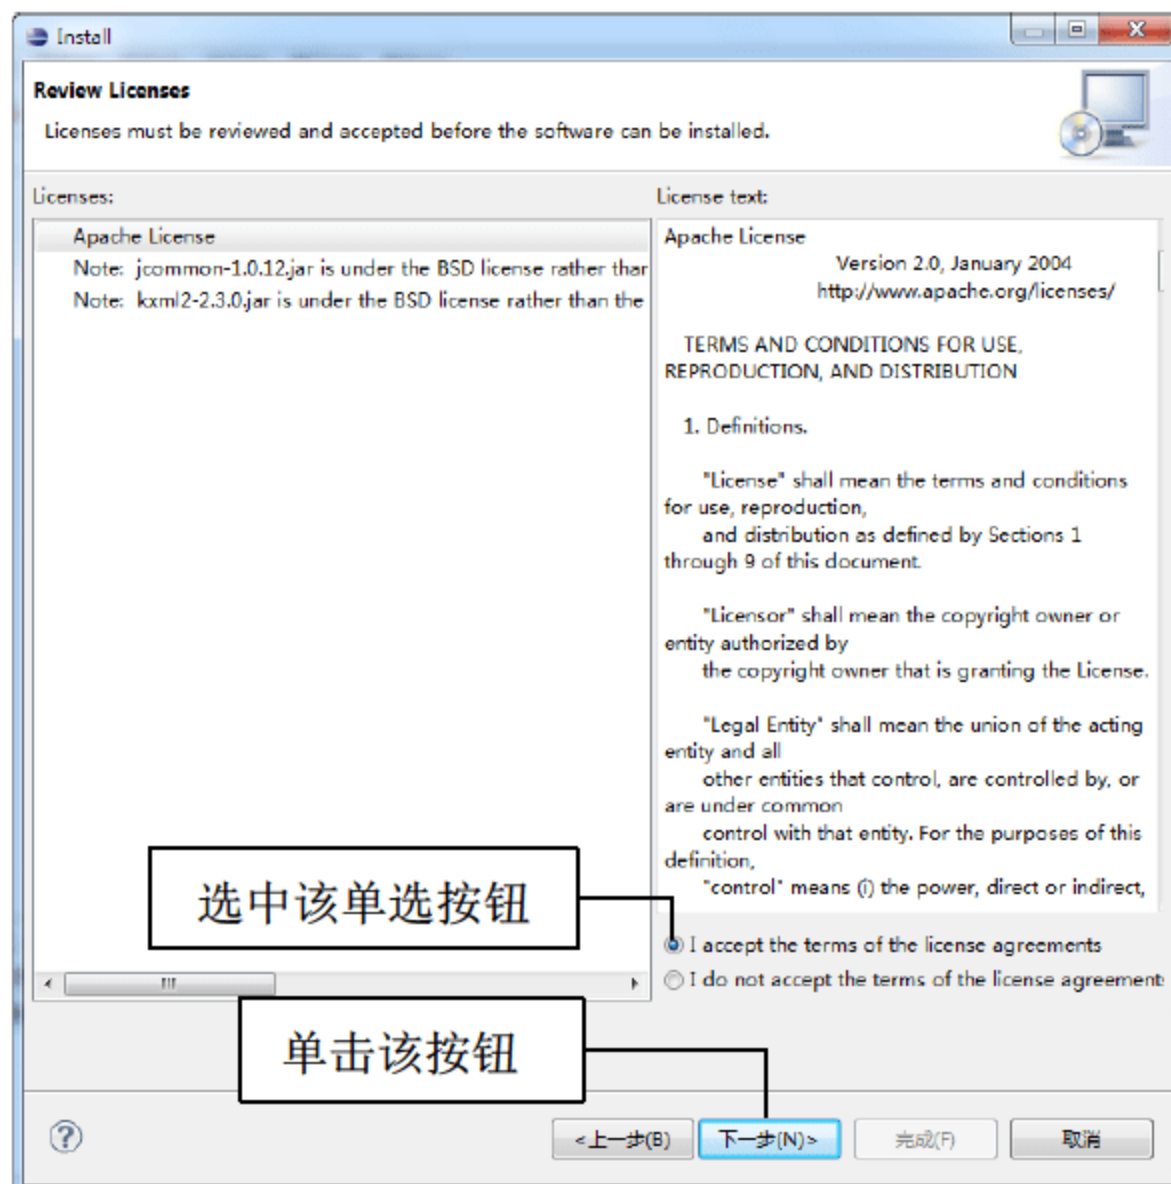 Install
Review Licenses
Licenses must be reviewed and accepted before the software can be installed.
Licenses:
Apache License
Note: jcommon-1.0.12.jar is under the BSD license rather thar
Note: kxml2-2.3.0.jar is under the BSD license rather than the
License text:
Apache License
Version 2.0, January 2004
http://www.apache.org/licenses/
TERMS AND CONDITIONS FOR USE,
REPRODUCTION, AND DISTRIBUTION
1. Definitions.
"License" shall mean the terms and conditions
for use, reproduction,
and distribution as defined by Sections 1
through 9 of this document.
"Licensor" shall mean the copyright owner or
entity authorized by
the copyright owner that is granting the License.
"Legal Entity" shall mean the union of the acting
entity and all
other entities that control, are controlled by, or
are under common
control with that entity. For the purposes of this
definition,
"control" means (i) the power, direct or indirect,
选中该单选按钮
I accept the terms of the license agreements
I do not accept the terms of the license agreement
单击该按钮
<上一步(B)
下一步(N)>
完成(F)
取消